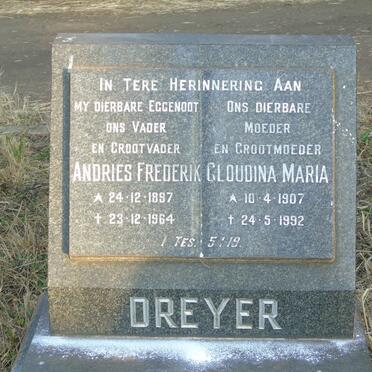 In Tere Herinnering Aan
my dierbare Eggenoot
ons Vader
en Grootvader
Andries Frederik
★ 24-12-1897
✝ 23-12-1964
Ons dierbare
Moeder
en Grootmoeder
Cloudina Maria
★ 10-4-1907
✝ 24-5-1992
1 Tes. 5:19.
DREYER